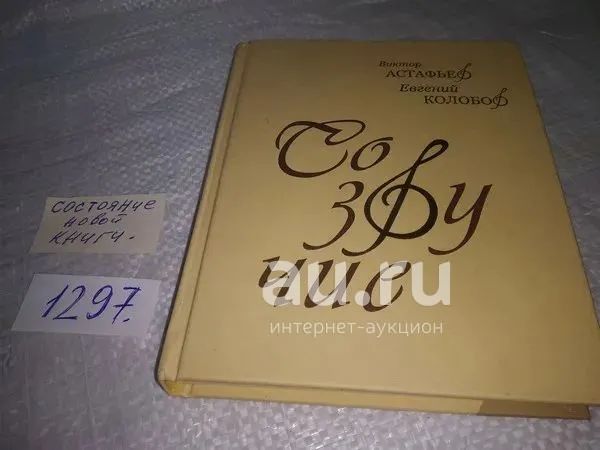 Виктор
АСТАФЬЕВ
Евгений
КОЛОБОВ
Со
зву
чие
состояние
новой
книги.
1297.
au.ru
интернет-аукцион